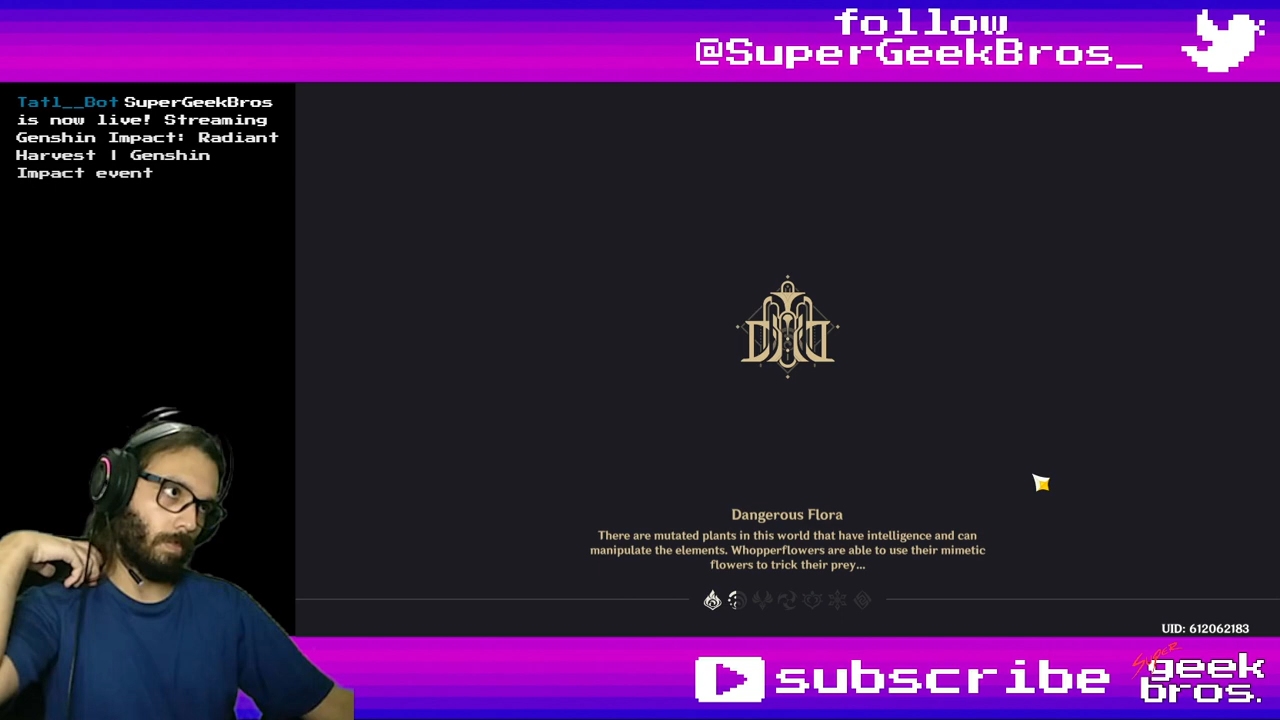 follow
@SuperGeekBros_
Tatl__Bot SuperGeekBros
is now live! Streaming
Genshin Impact: Radiant
Harvest | Genshin
Impact event
Dangerous Flora
There are mutated plants in this world that have intelligence and can
manipulate the elements. Whopperflowers are able to use their mimetic
flowers to trick their prey...
UID: 612062183
subscribe
super
geek
bros.